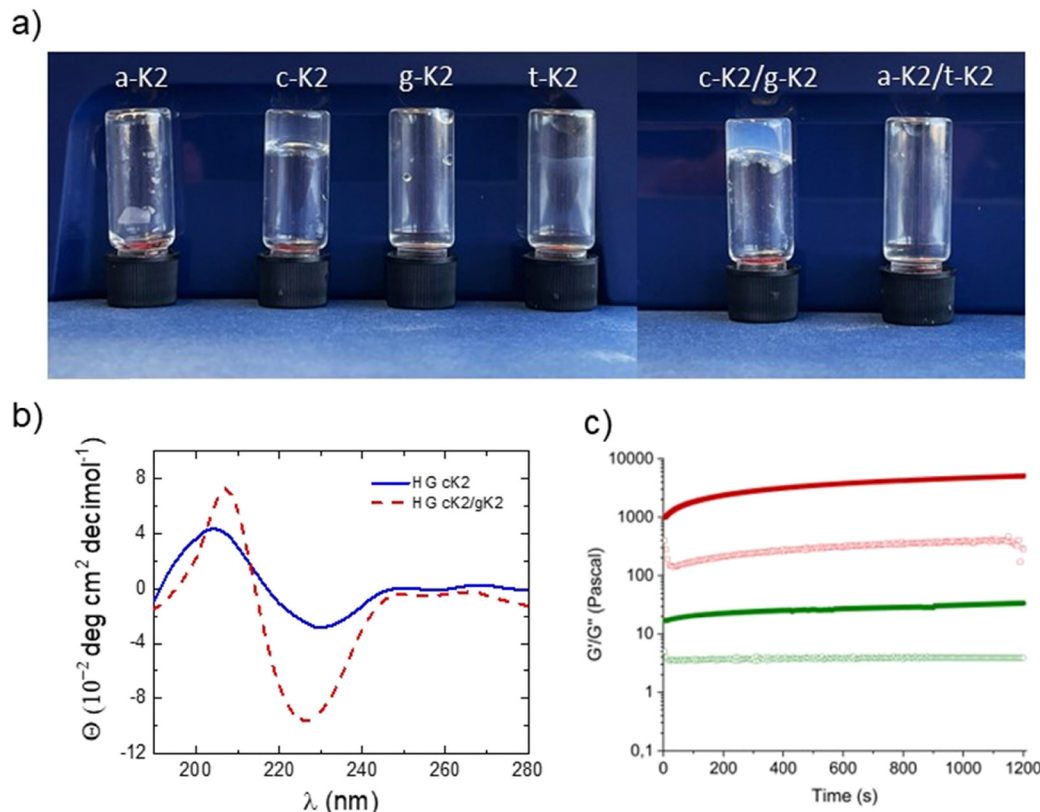 a)
a-K2 c-K2 g-K2 t-K2 c-K2/g-K2 a-K2/t-K2
b)
Θ (10⁻² deg cm² decimol⁻¹)
8
4
0
-4
-8
-12
HG cK2
HG cK2/gK2
200 220 240 260 280
λ (nm)
c)
G'/G" (Pascal)
10000
1000
100
10
1
0,1
0 200 400 600 800 1000 1200
Time (s)